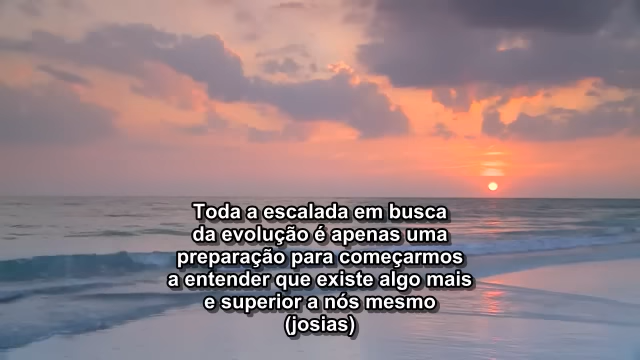 Toda a escalada em busca
da evolução é apenas uma
preparação para começarmos
a entender que existe algo mais
e superior a nós mesmo
(josias)